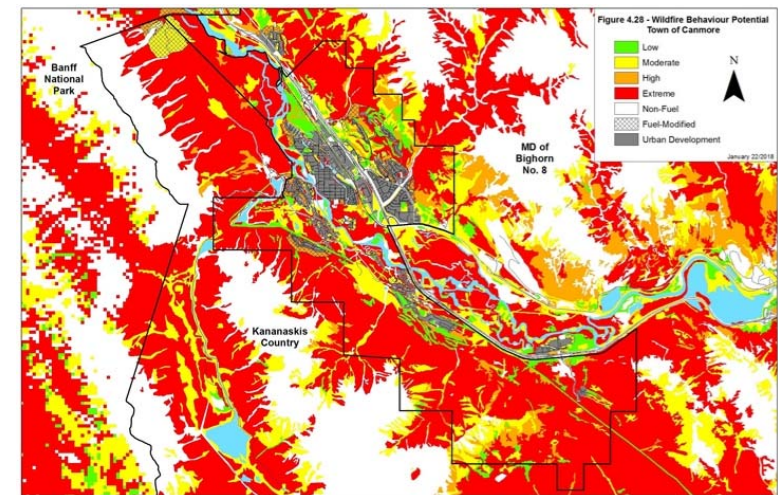 Figure 4.28 - Wildfire Behaviour Potential
Town of Canmore
Low
Moderate
High
Extreme
Non-Fuel
Fuel-Modified
Urban Development
N
January 22/2018
Banff
National
Park
MD of
Bighorn
No. 8
Kananaskis
Country